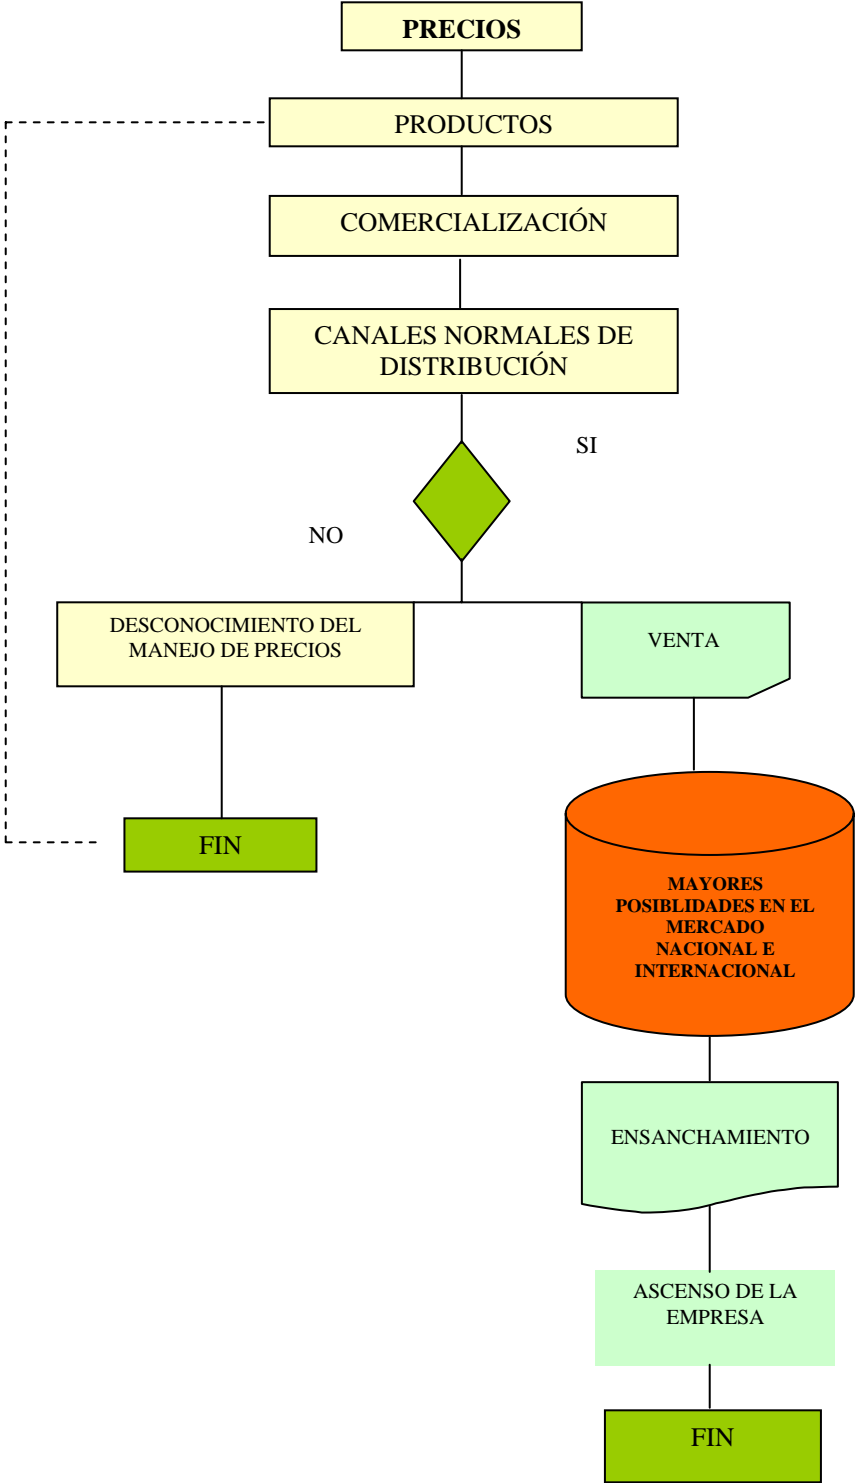 PRECIOS
PRODUCTOS
COMERCIALIZACIÓN
CANALES NORMALES DE
DISTRIBUCIÓN
SI
NO
DESCONOCIMIENTO DEL
MANEJO DE PRECIOS
VENTA
FIN
MAYORES
POSIBLIDADES EN EL
MERCADO
NACIONAL E
INTERNACIONAL
ENSANCHAMIENTO
ASCENSO DE LA
EMPRESA
FIN